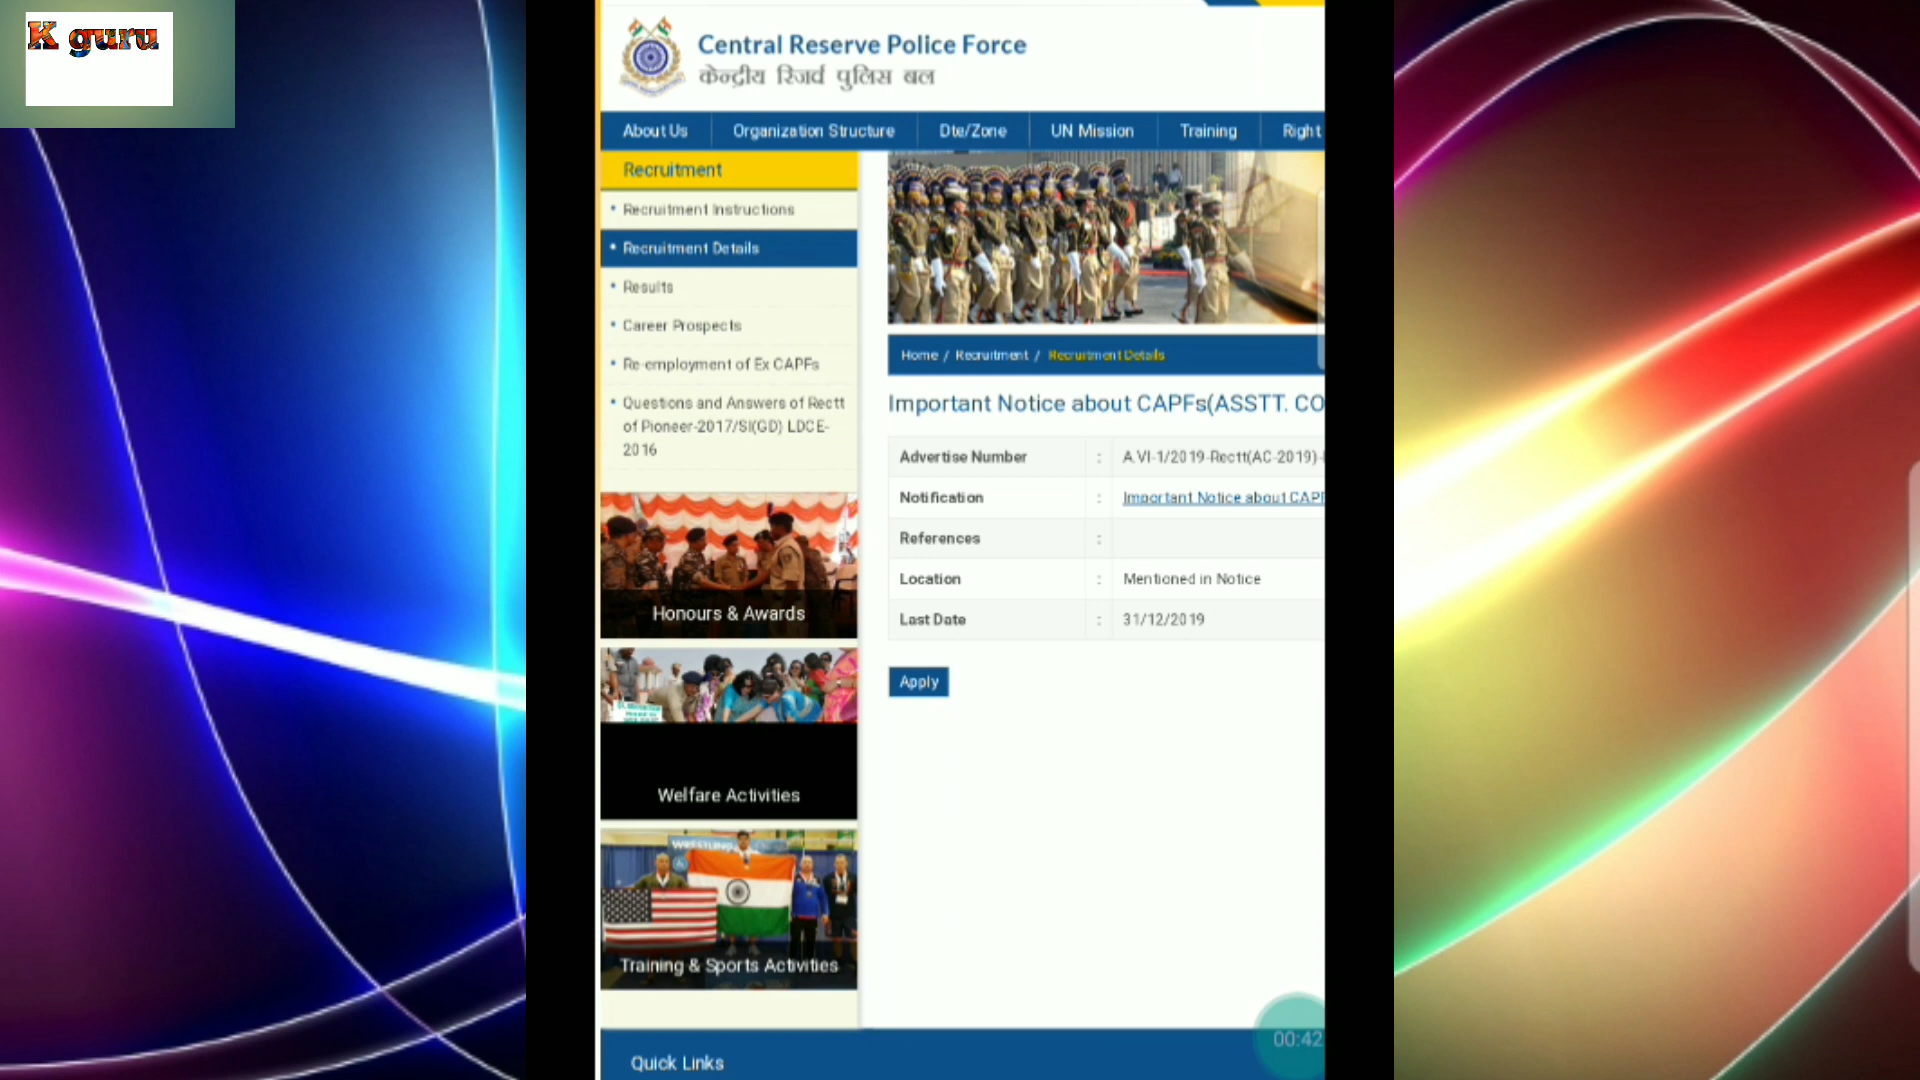 K guru
Central Reserve Police Force
केन्द्रीय रिजर्व पुलिस बल
About Us
Organization Structure
Dte/Zone
UN Mission
Training
Right
Recruitment
Recruitment Instructions
Recruitment Details
Results
Career Prospects
Re-employment of Ex CAPFs
Questions and Answers of Rectt
of Pioneer-2017/SI(GD) LDCE-
2016
Honours & Awards
Welfare Activities
WRESTLING
Training & Sports Activities
Home / Recruitment / Recruitment Details
Important Notice about CAPFs(ASSTT. CO
Advertise Number : A.VI-1/2019-Rectt(AC-2019)-
Notification : Important Notice about CAPF
References :
Location : Mentioned in Notice
Last Date : 31/12/2019
Apply
00:42
Quick Links